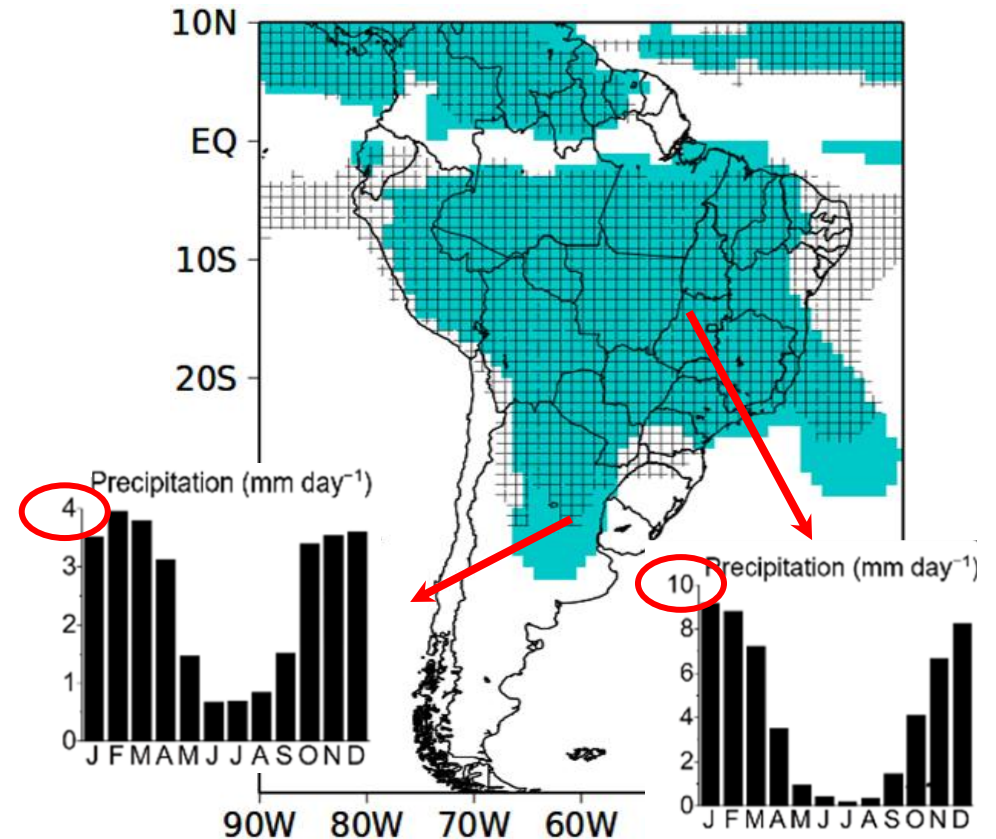 10N
EQ
10S
20S
Precipitation (mm day⁻¹)
4
3
2
1
0
J F M A M J J A S O N D
Precipitation (mm day⁻¹)
10
8
6
4
2
0
J F M A M J J A S O N D
90W 80W 70W 60W